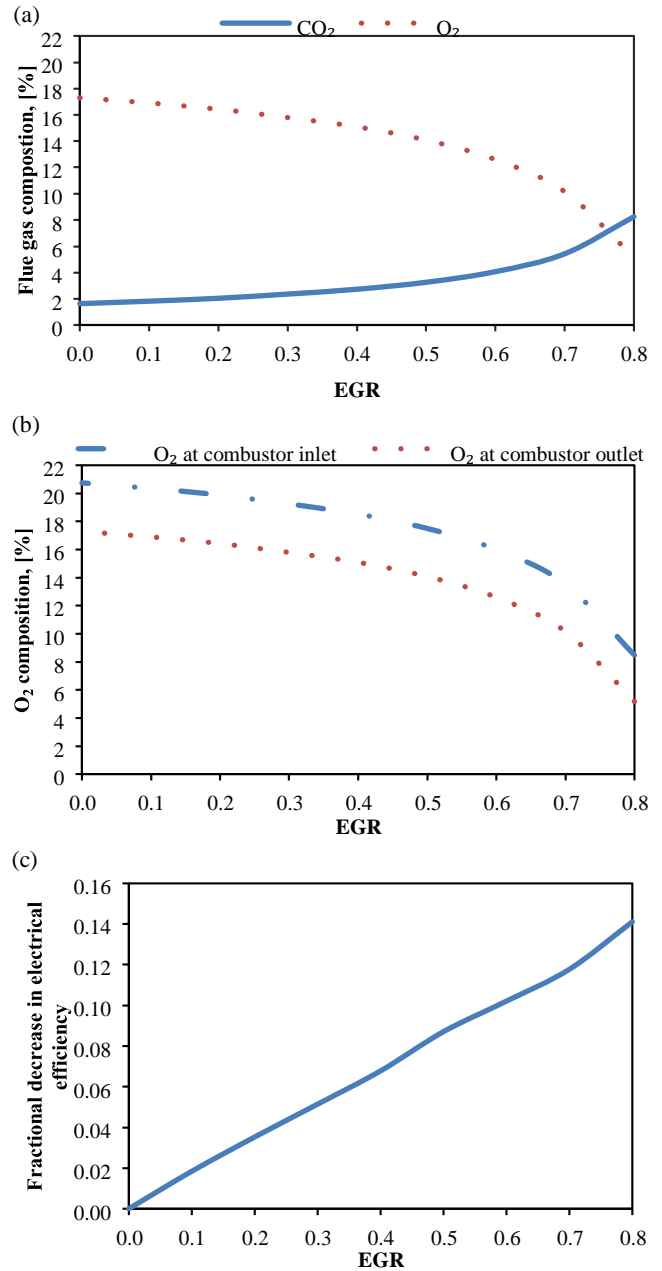 (a)
CO₂ O₂
Flue gas compostion, [%]
22
20
18
16
14
12
10
8
6
4
2
0
0.0 0.1 0.2 0.3 0.4 0.5 0.6 0.7 0.8
EGR
(b)
O₂ at combustor inlet O₂ at combustor outlet
O₂ composition, [%]
22
20
18
16
14
12
10
8
6
4
2
0
0.0 0.1 0.2 0.3 0.4 0.5 0.6 0.7 0.8
EGR
(c)
Fractional decrease in electrical
efficiency
0.16
0.14
0.12
0.10
0.08
0.06
0.04
0.02
0.00
0.0 0.1 0.2 0.3 0.4 0.5 0.6 0.7 0.8
EGR